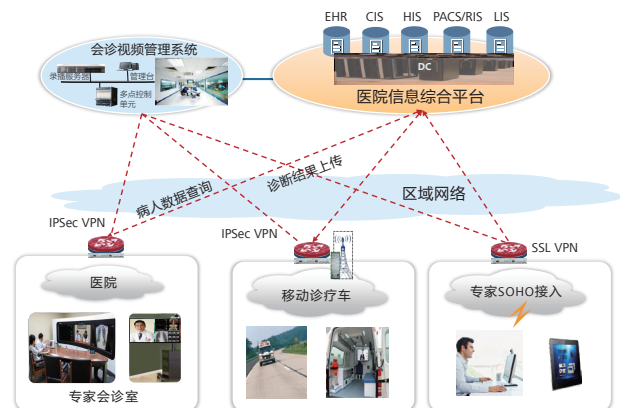 EHR CIS HIS PACS/RIS LIS
会诊视频管理系统
录播服务器
管理台
多点控制
单元
DC
医院信息综合平台
病人数据查询
诊断结果上传
区域网络
IPSec VPN
IPSec VPN
SSL VPN
医院
移动诊疗车
专家SOHO接入
专家会诊室